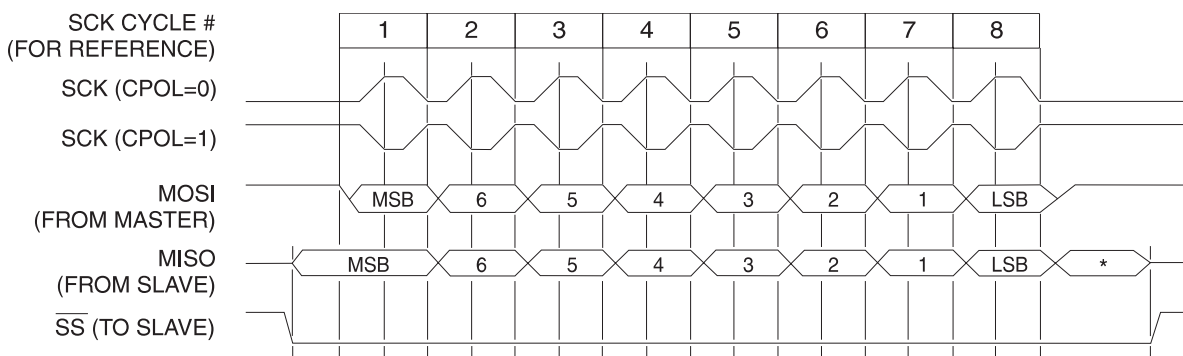 SCK CYCLE # 1 2 3 4 5 6 7 8
(FOR REFERENCE)
SCK (CPOL=0)
SCK (CPOL=1)
MOSI MSB 6 5 4 3 2 1 LSB
(FROM MASTER)
MISO MSB 6 5 4 3 2 1 LSB *
(FROM SLAVE)
SS (TO SLAVE)